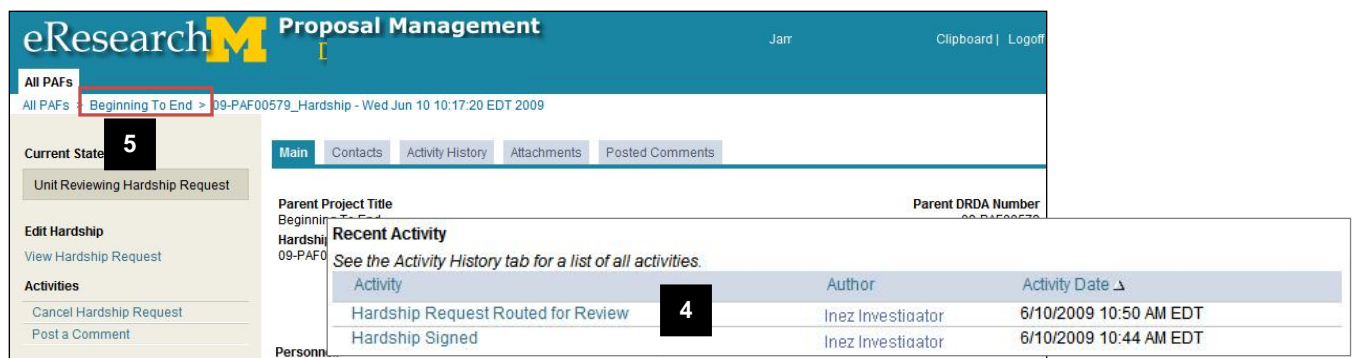 eResearch M Proposal Management
Clipboard | Logoff
All PAFs
All PAFs > Beginning To End > 09-PAF00579_Hardship - Wed Jun 10 10:17:20 EDT 2009
5
Current State
Main Contacts Activity History Attachments Posted Comments
Unit Reviewing Hardship Request
Parent Project Title Parent DRDA Number
Edit Hardship
View Hardship Request
Activities
Cancel Hardship Request
Post a Comment
Recent Activity
See the Activity History tab for a list of all activities.
Activity Author Activity Date
Hardship Request Routed for Review Inez Investigator 6/10/2009 10:50 AM EDT
4
Hardship Signed Inez Investigator 6/10/2009 10:44 AM EDT